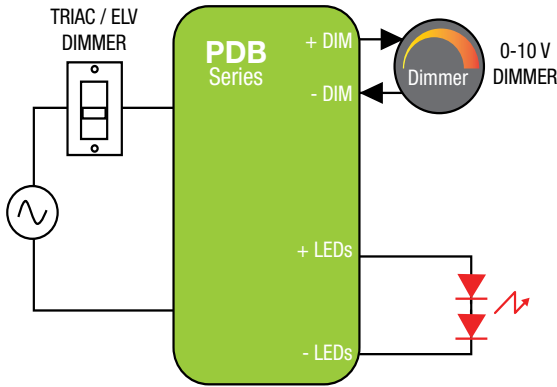 TRIAC / ELV
DIMMER
PDB
Series
+ DIM
- DIM
Dimmer
0-10 V
DIMMER
+ LEDs
- LEDs